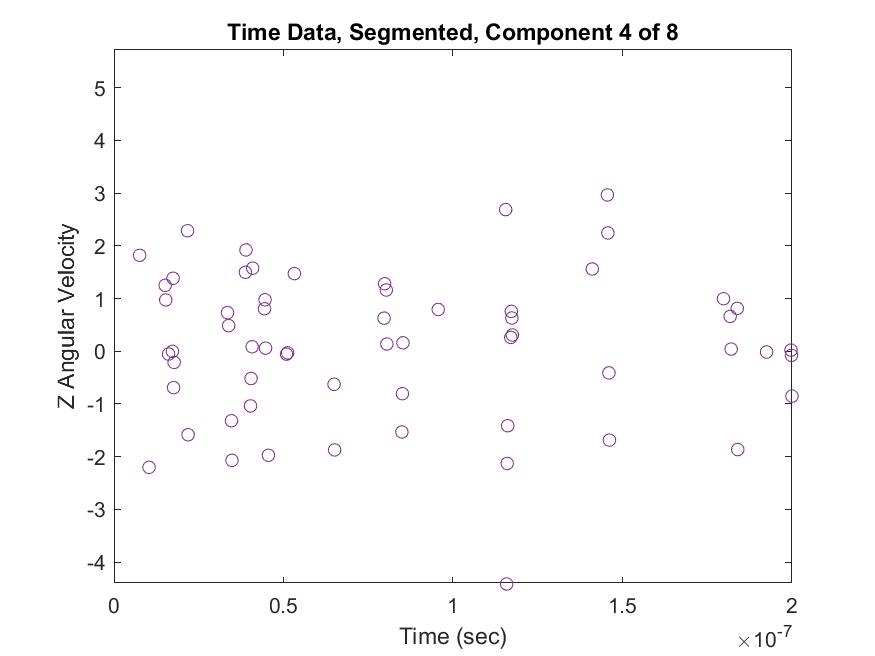 Time Data, Segmented, Component 4 of 8
5
4
3
2
1
0
-1
-2
-3
-4
Z Angular Velocity
0 0.5 1 1.5 2
Time (sec)
×10-7